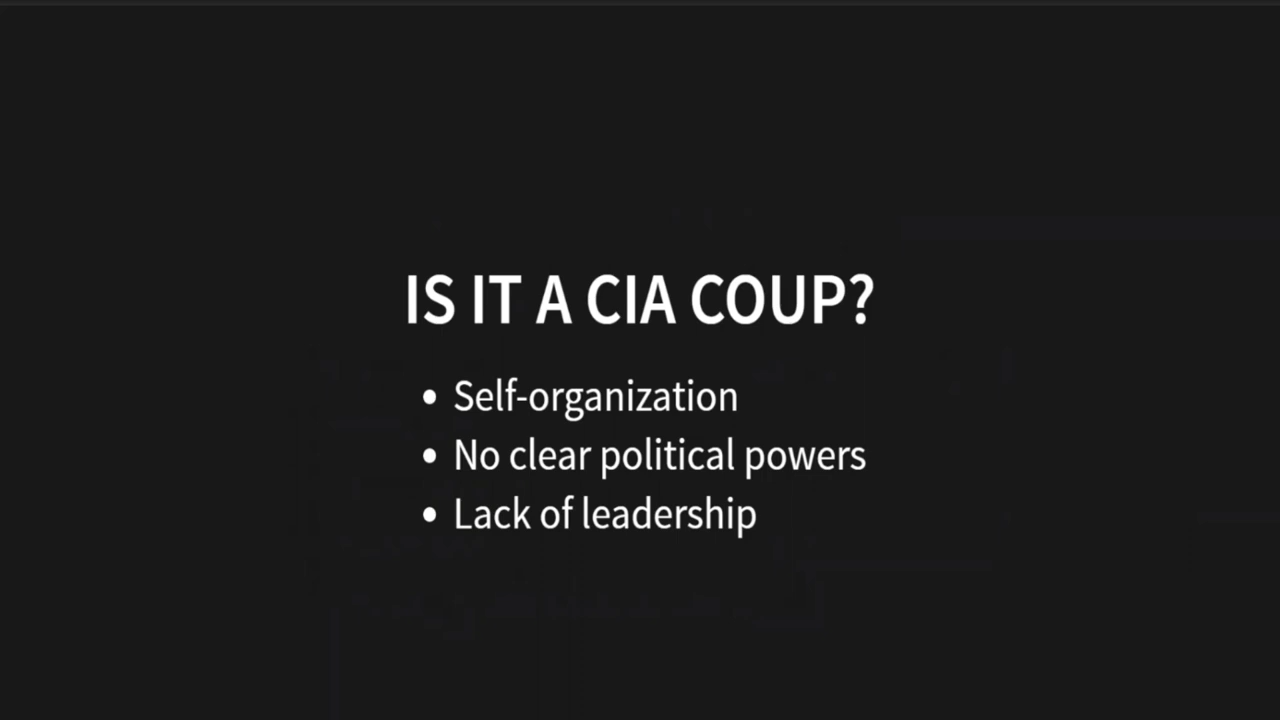 IS IT A CIA COUP?
• Self-organization
• No clear political powers
• Lack of leadership